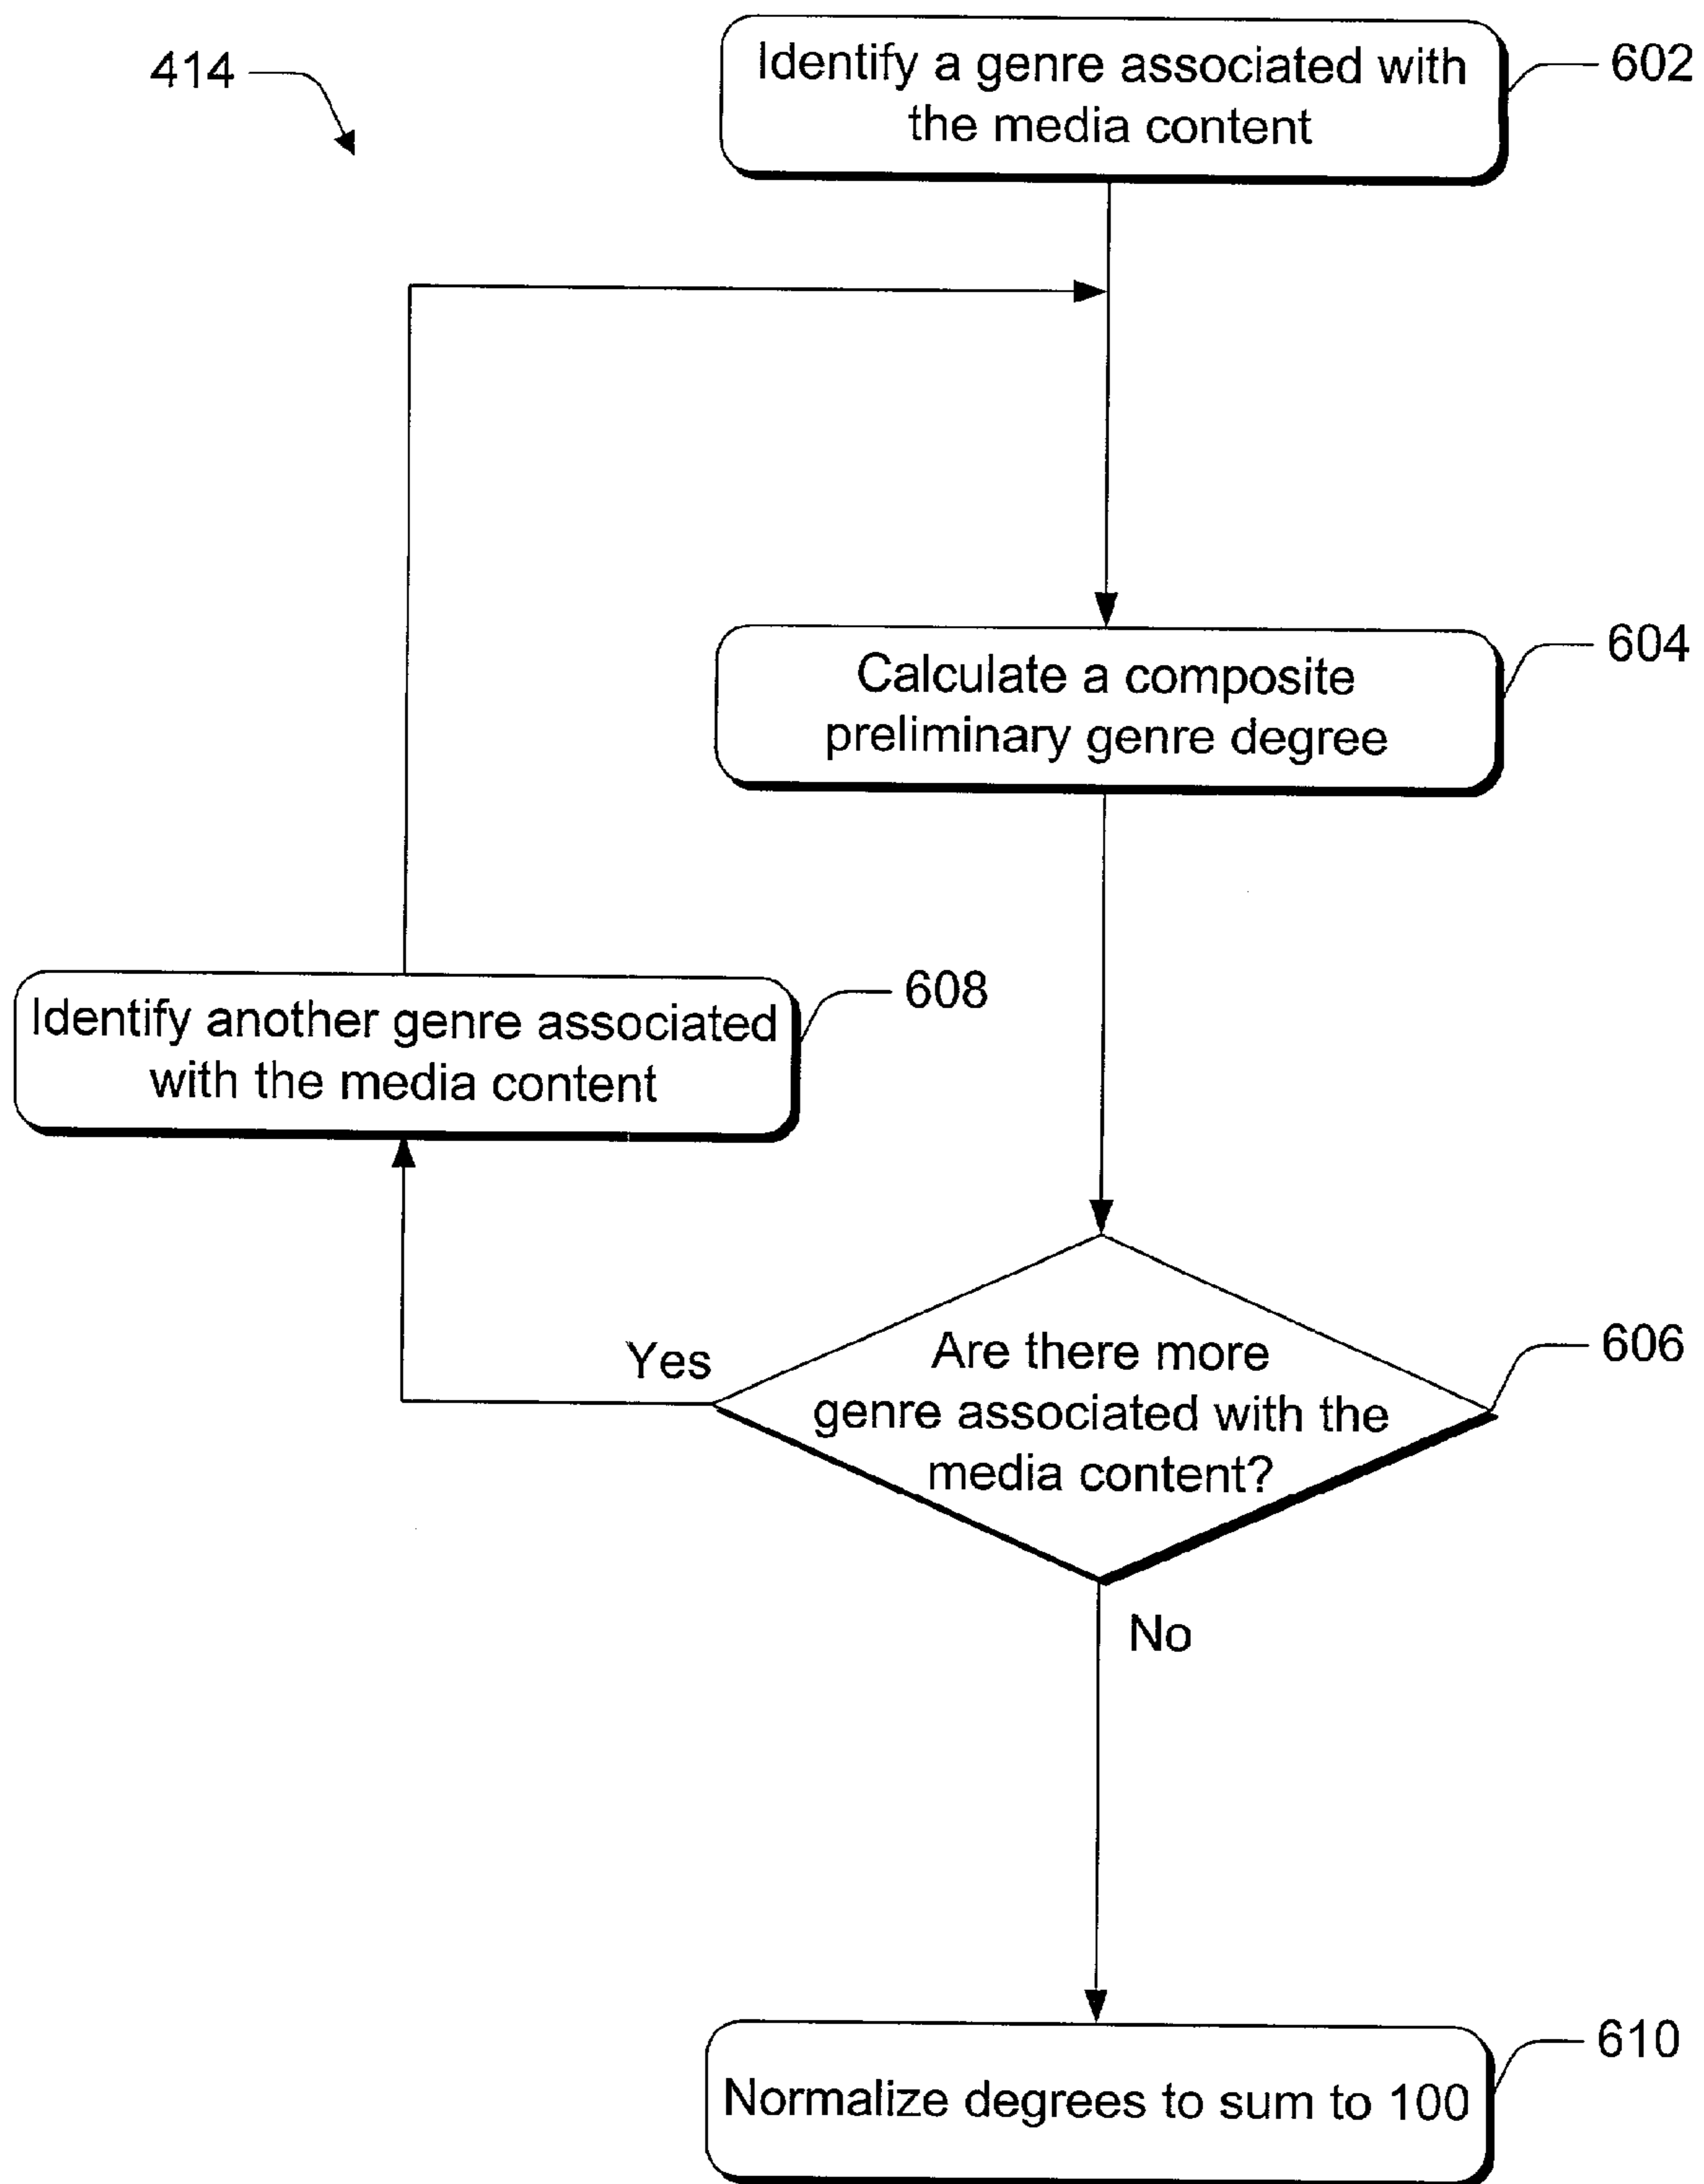 414
Identify a genre associated with
the media content
602
Calculate a composite
preliminary genre degree
604
Identify another genre associated
with the media content
608
Yes
Are there more
genre associated with the
media content?
606
No
Normalize degrees to sum to 100
610